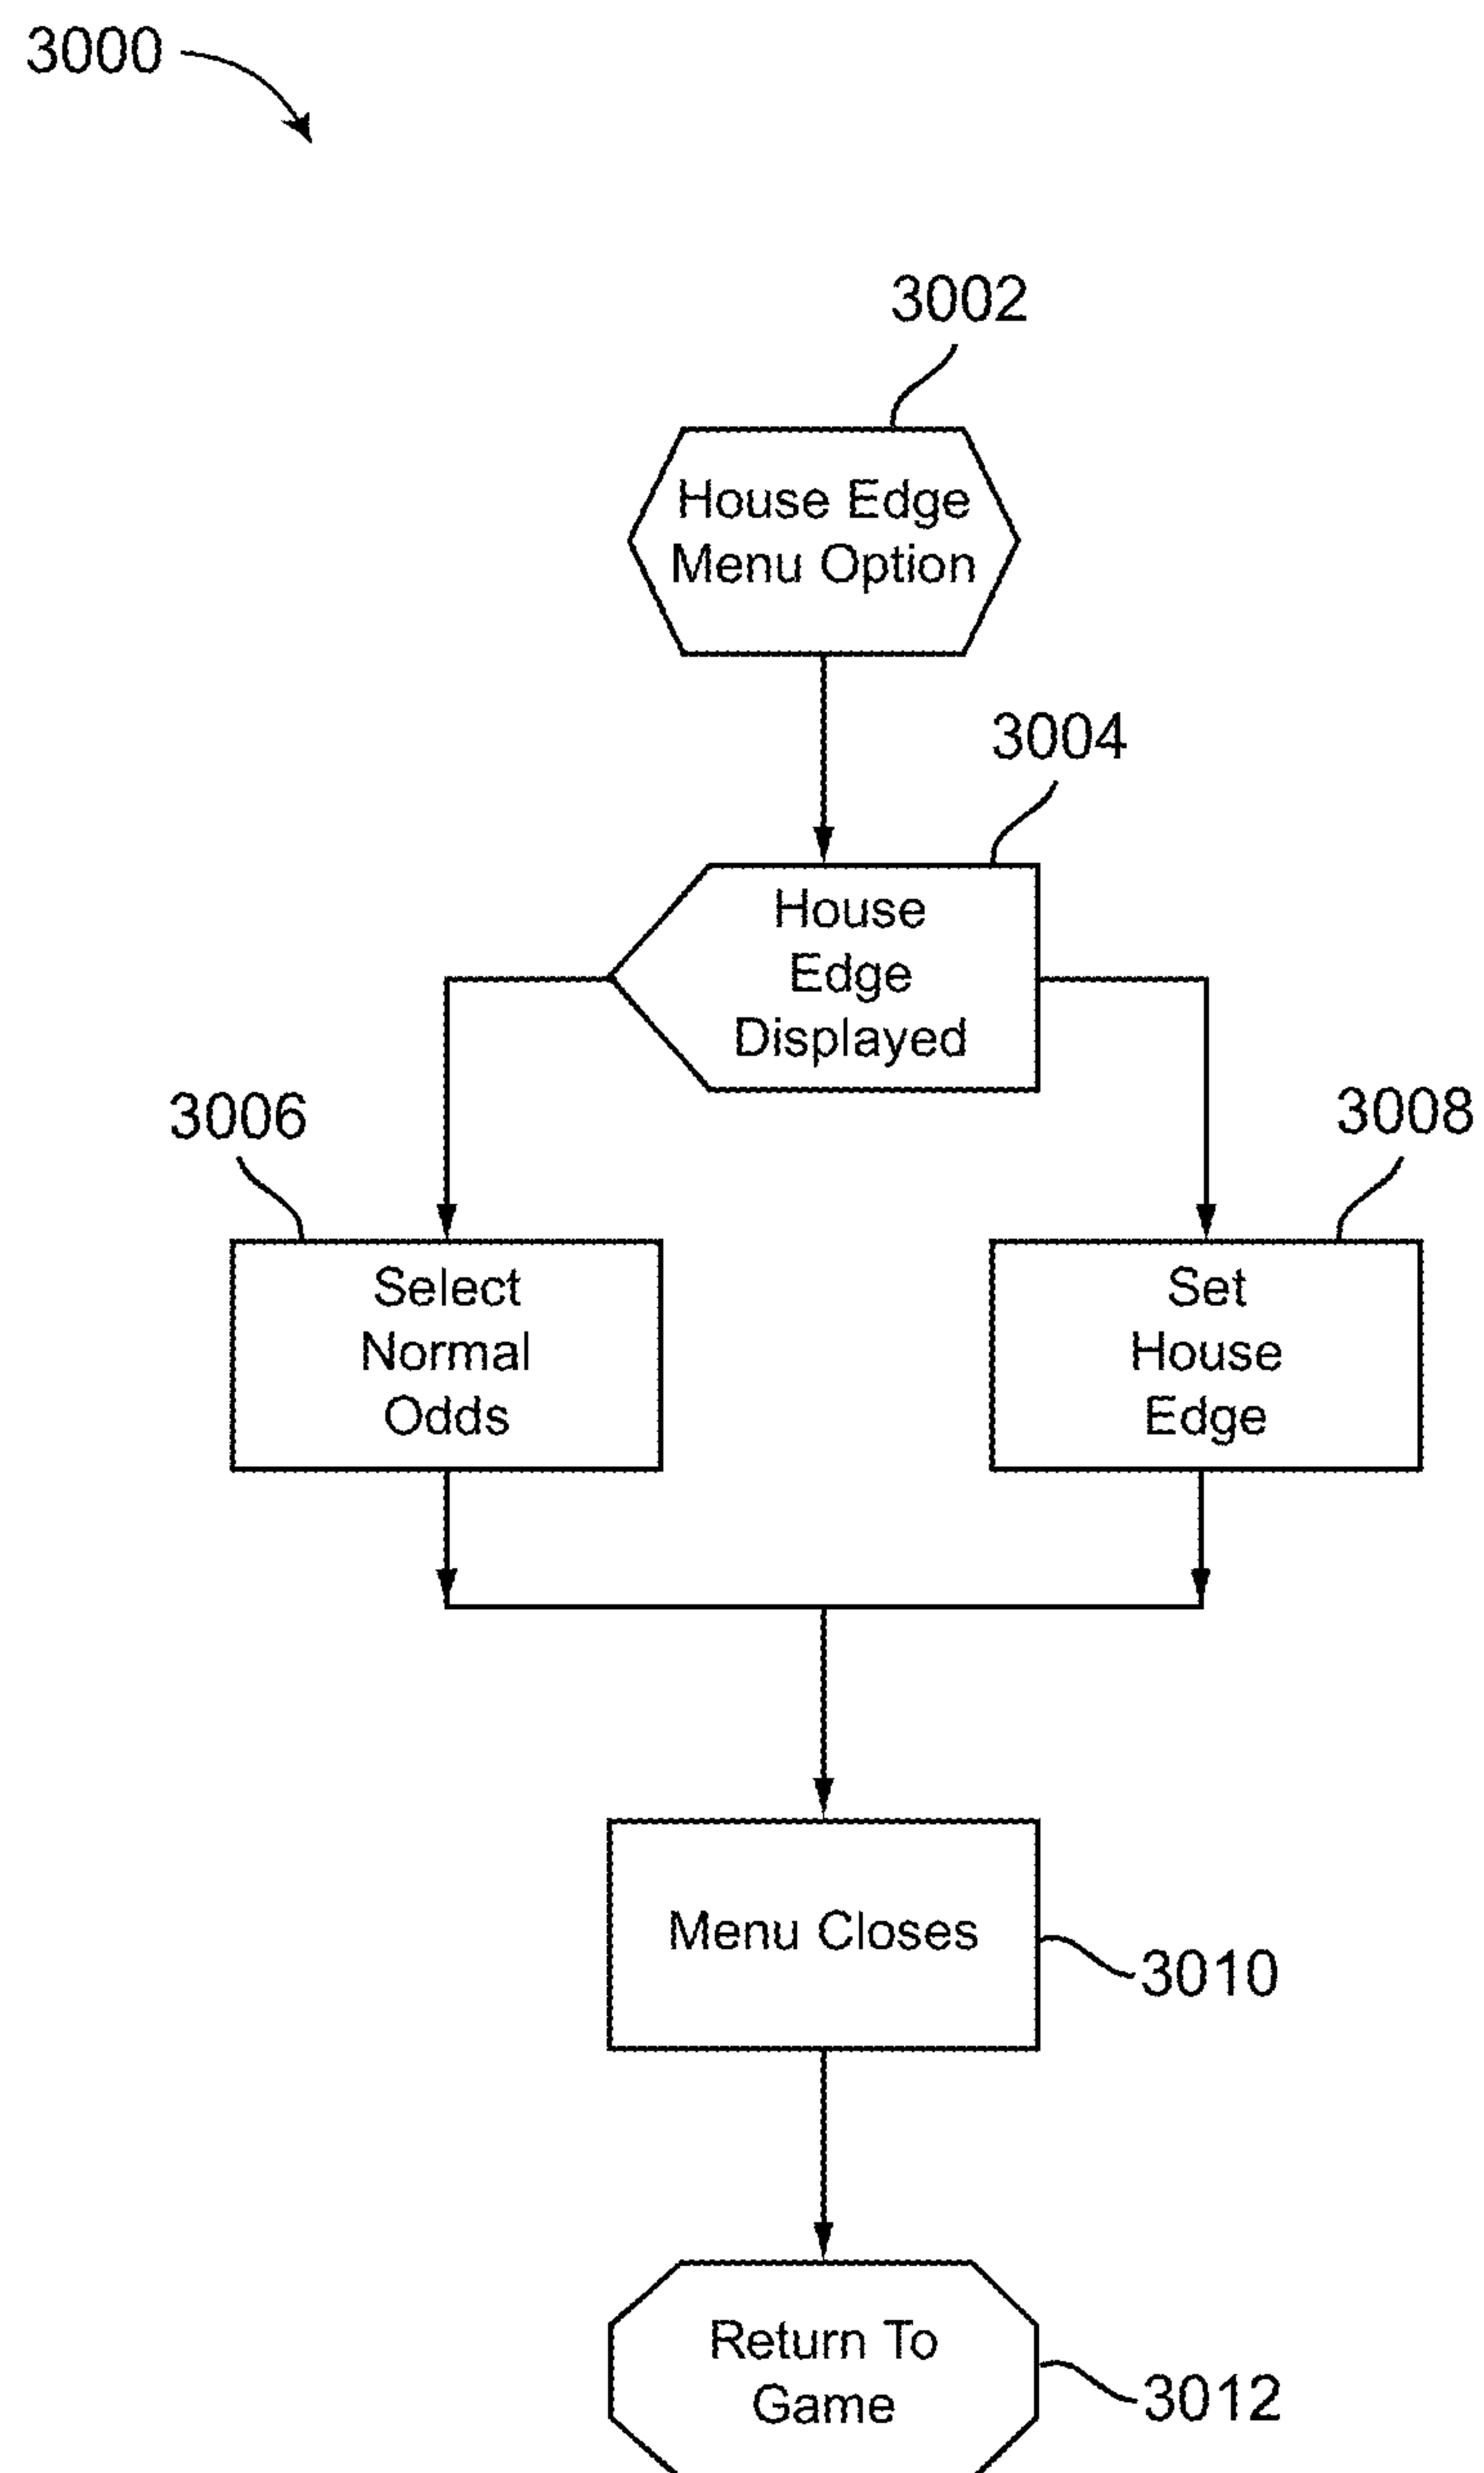 3000
3002
House Edge
Menu Option
3004
House
Edge
Displayed
3006
3008
Select
Normal
Odds
Set
House
Edge
Menu Closes
3010
Return To
Game
3012